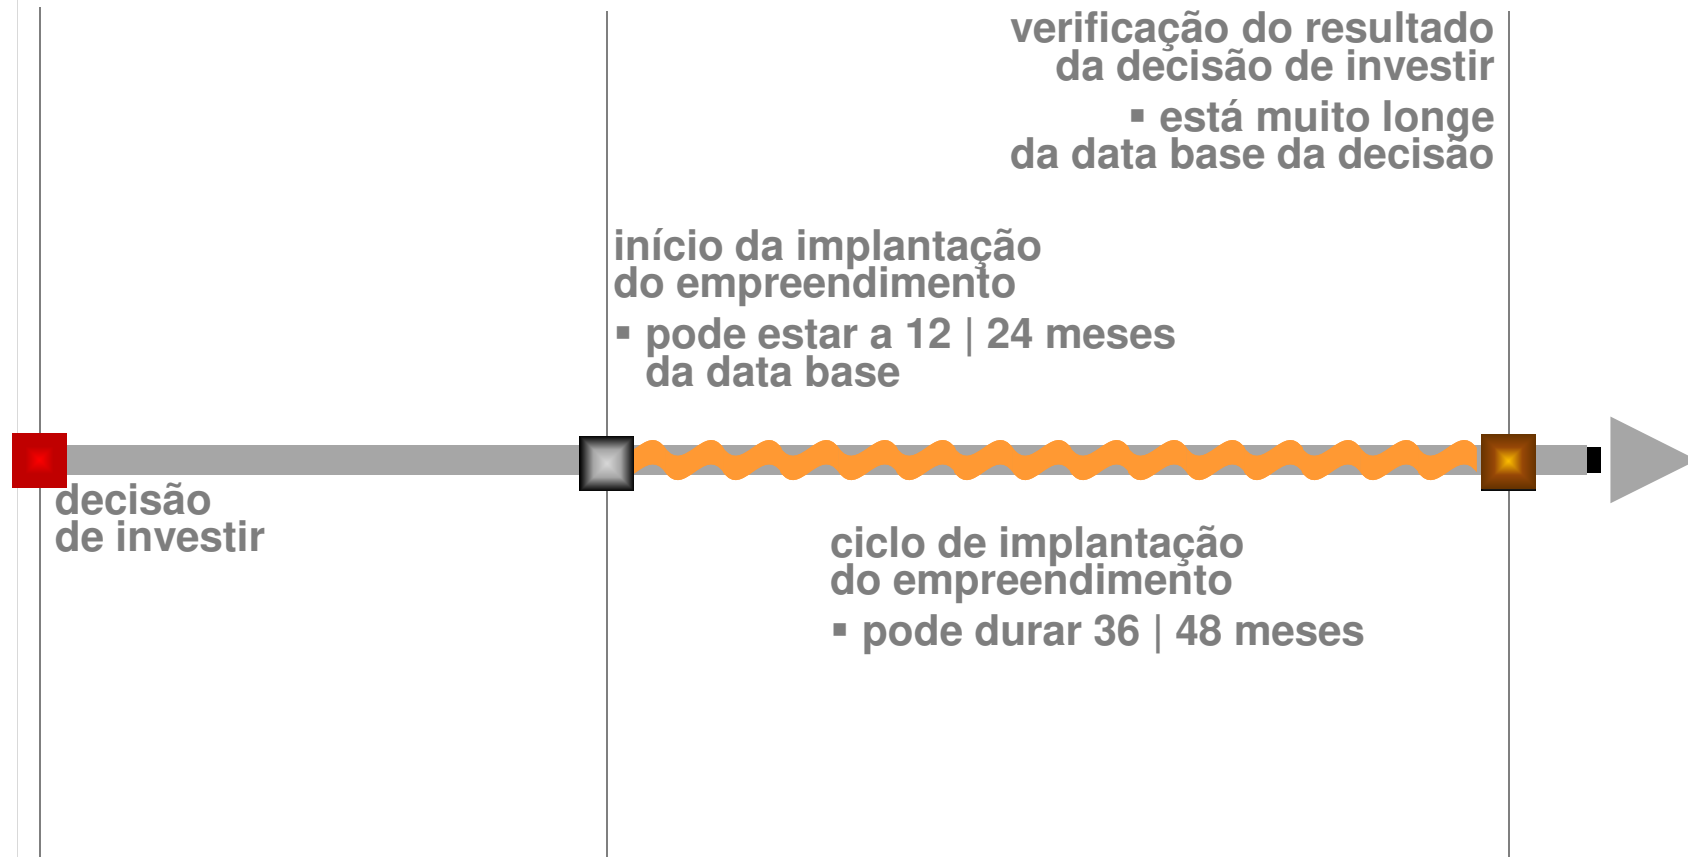 verificação do resultado
da decisão de investir
▪ está muito longe
da data base da decisão
início da implantação
do empreendimento
▪ pode estar a 12 | 24 meses
da data base
decisão
de investir
ciclo de implantação
do empreendimento
▪ pode durar 36 | 48 meses